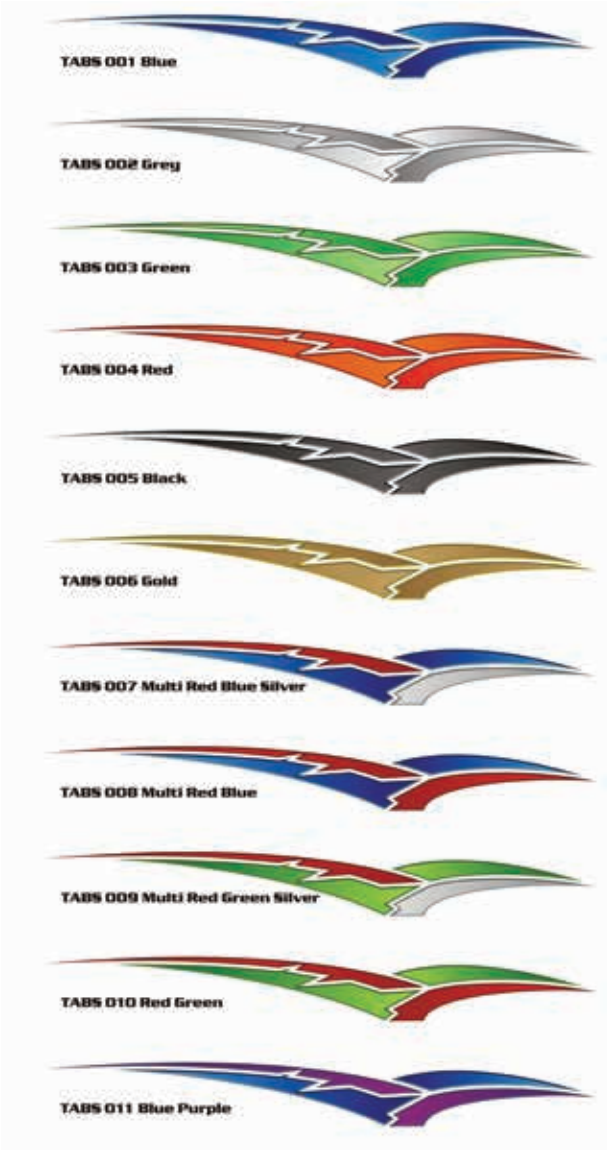 TABS 001 Blue
TABS 002 Grey
TABS 003 Green
TABS 004 Red
TABS 005 Black
TABS 006 Gold
TABS 007 Multi Red Blue Silver
TABS 008 Multi Red Blue
TABS 009 Multi Red Green Silver
TABS 010 Red Green
TABS 011 Blue Purple